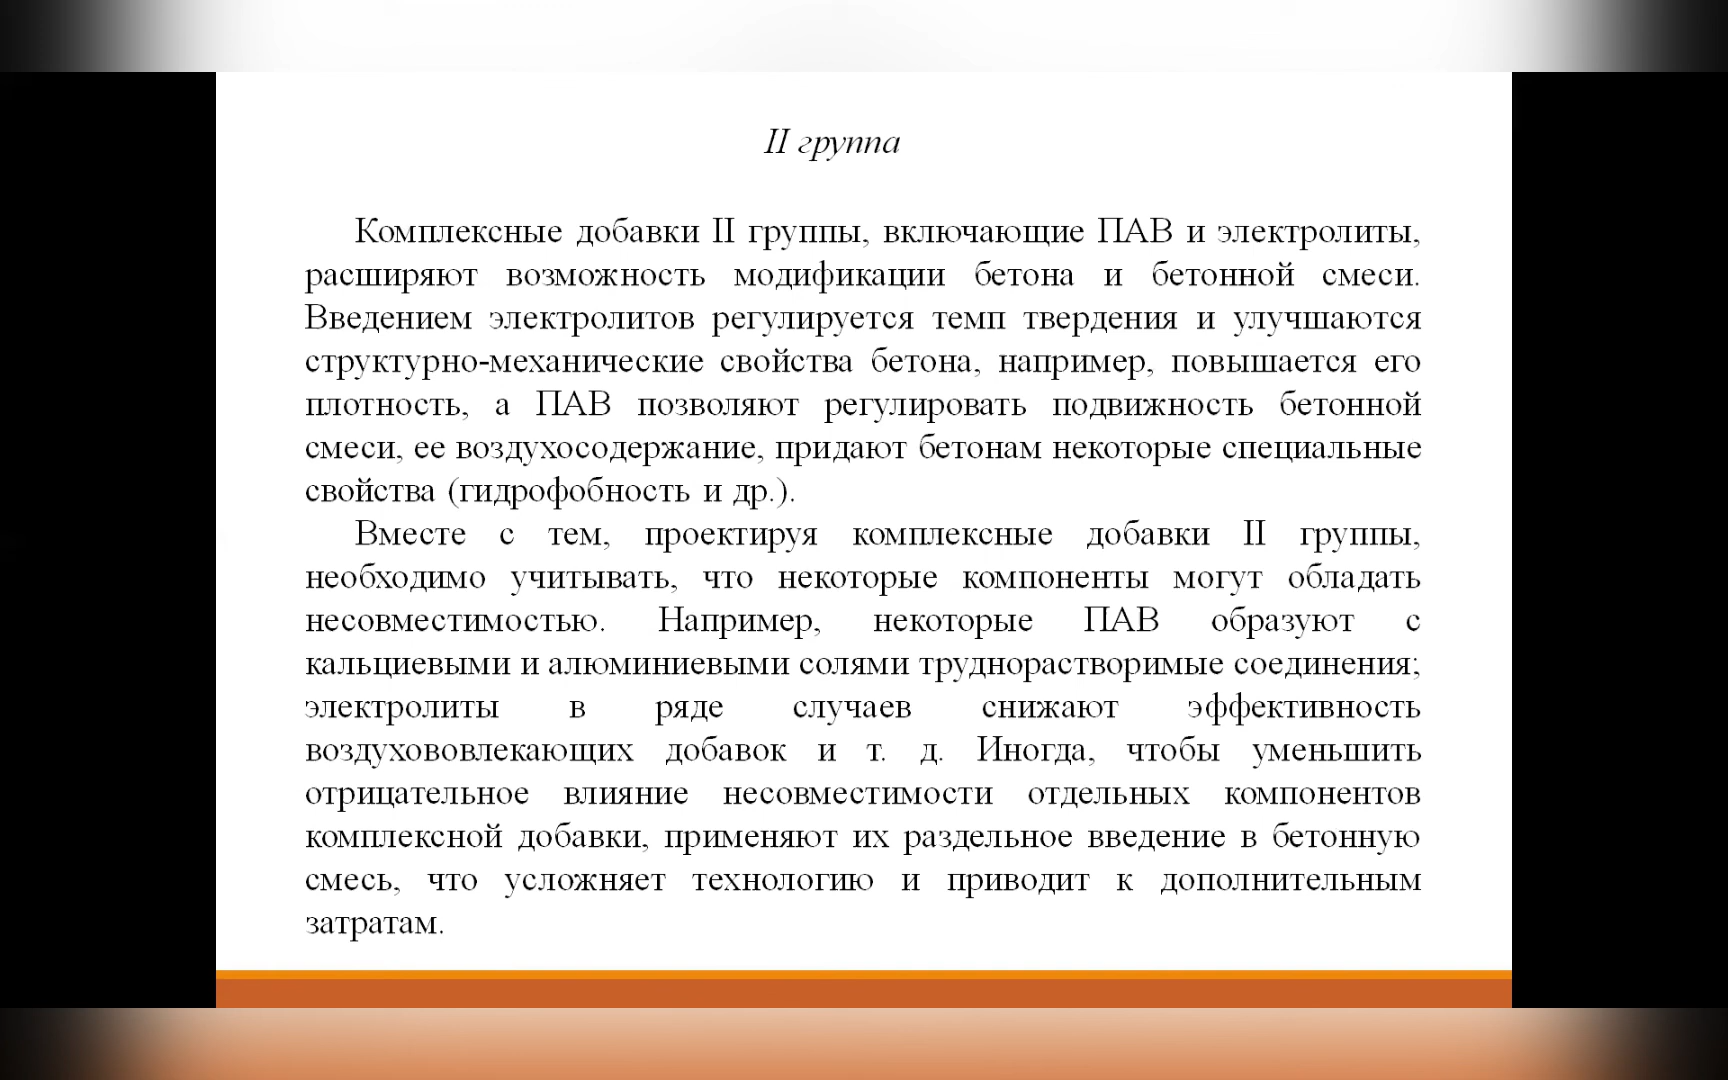 II группа
Комплексные добавки II группы, включающие ПАВ и электролиты,
расширяют возможность модификации бетона и бетонной смеси.
Введением электролитов регулируется темп твердения и улучшаются
структурно-механические свойства бетона, например, повышается его
плотность, а ПАВ позволяют регулировать подвижность бетонной
смеси, ее воздухосодержание, придают бетонам некоторые специальные
свойства (гидрофобность и др.).
Вместе с тем, проектируя комплексные добавки II группы,
необходимо учитывать, что некоторые компоненты могут обладать
несовместимостью. Например, некоторые ПАВ образуют с
кальциевыми и алюминиевыми солями труднорастворимые соединения;
электролиты в ряде случаев снижают эффективность
воздухововлекающих добавок и т. д. Иногда, чтобы уменьшить
отрицательное влияние несовместимости отдельных компонентов
комплексной добавки, применяют их раздельное введение в бетонную
смесь, что усложняет технологию и приводит к дополнительным
затратам.